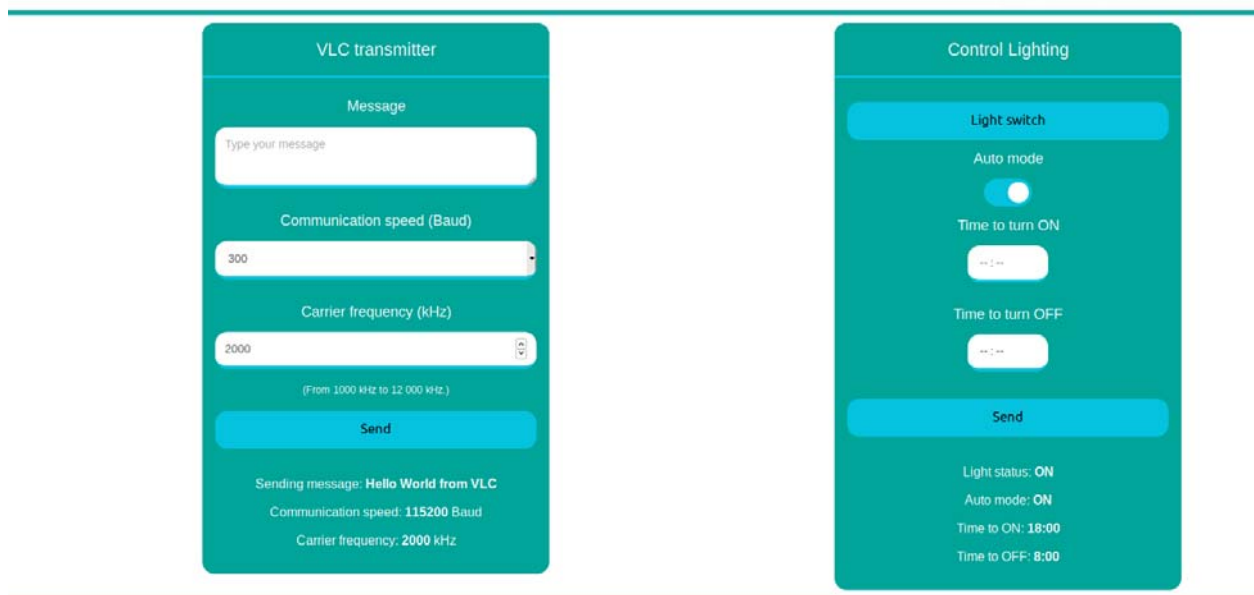 VLC transmitter
Message
Type your message
Communication speed (Baud)
300
Carrier frequency (kHz)
2000
(From 1000 kHz to 12 000 kHz.)
Send
Sending message: Hello World from VLC
Communication speed: 115200 Baud
Carrier frequency: 2000 kHz
Control Lighting
Light switch
Auto mode
Time to turn ON
-- : --
Time to turn OFF
-- : --
Send
Light status: ON
Auto mode: ON
Time to ON: 18:00
Time to OFF: 8:00